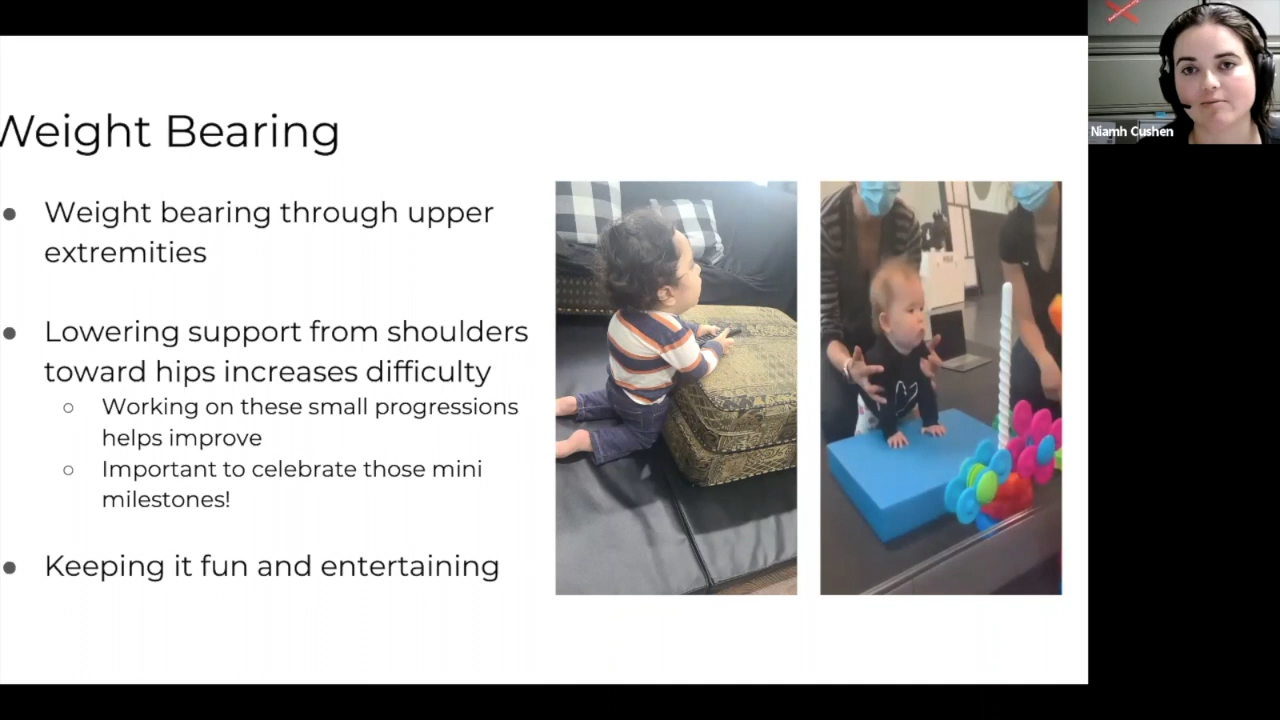 Weight Bearing
● Weight bearing through upper
extremities
● Lowering support from shoulders
toward hips increases difficulty
○ Working on these small progressions
helps improve
○ Important to celebrate those mini
milestones!
● Keeping it fun and entertaining
Niamh Cushen